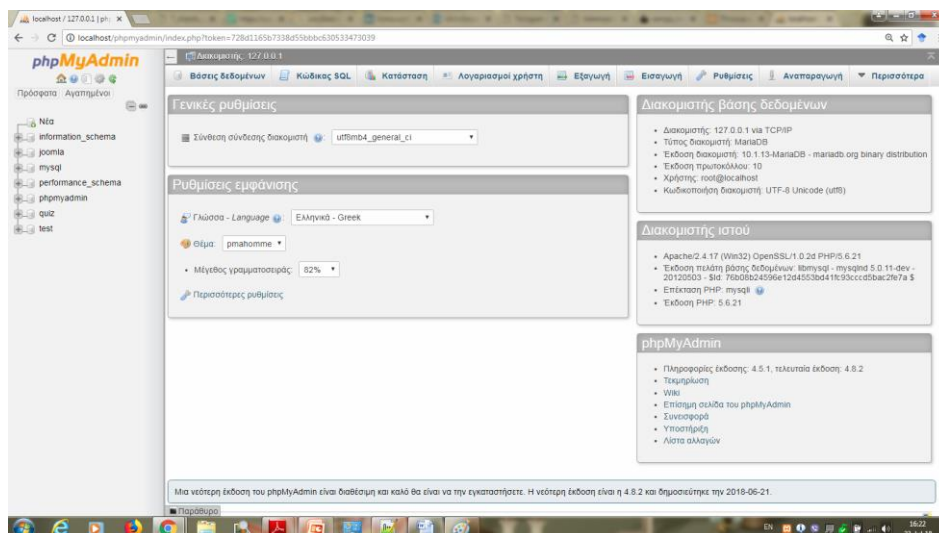 localhost / 127.0.0.1 | ph
localhost/phpmyadmin/index.php?token=728d1165b7338d55bbbc630533473039
phpMyAdmin
Πρόσφατα Αγαπημένοι
Νέα
information_schema
joomla
mysql
performance_schema
phpmyadmin
quiz
test
Διακομιστής: 127.0.0.1
Βάσεις δεδομένων Κώδικας SQL Κατάσταση Λογαριασμοί χρήστη Εξαγωγή Εισαγωγή Ρυθμίσεις Αναπαραγωγή Περισσότερα
Γενικές ρυθμίσεις
Σύνθεση σύνδεσης διακομιστή : utf8mb4_general_ci
Ρυθμίσεις εμφάνισης
Γλώσσα - Language : Ελληνικά - Greek
Θέμα: pmahomme
Μέγεθος γραμματοσειράς: 82%
Περισσότερες ρυθμίσεις
Διακομιστής βάσης δεδομένων
Διακομιστής: 127.0.0.1 via TCP/IP
Τύπος διακομιστή: MariaDB
Έκδοση διακομιστή: 10.1.13-MariaDB - mariadb.org binary distribution
Έκδοση πρωτοκόλλου: 10
Χρήστης: root@localhost
Κωδικοποίηση διακομιστή: UTF-8 Unicode (utf8)
Διακομιστής ιστού
Apache/2.4.17 (Win32) OpenSSL/1.0.2d PHP/5.6.21
Έκδοση πελάτη βάσης δεδομένων: libmysql - mysqlnd 5.0.11-dev -
20120503 - $Id: 76b08b24596e12d4553bd41fc93cccd5bac2fe7a $
Επέκταση PHP: mysqli
Έκδοση PHP: 5.6.21
phpMyAdmin
Πληροφορίες έκδοσης: 4.5.1, τελευταία έκδοση: 4.8.2
Τεκμηρίωση
Wiki
Επίσημη σελίδα του phpMyAdmin
Συνεισφορά
Υποστήριξη
Λίστα αλλαγών
Μια νεότερη έκδοση του phpMyAdmin είναι διαθέσιμη και καλό θα είναι να την εγκαταστήσετε. Η νεότερη έκδοση είναι η 4.8.2 και δημοσιεύτηκε την 2018-06-21.
Παράθυρο
EN 16:22